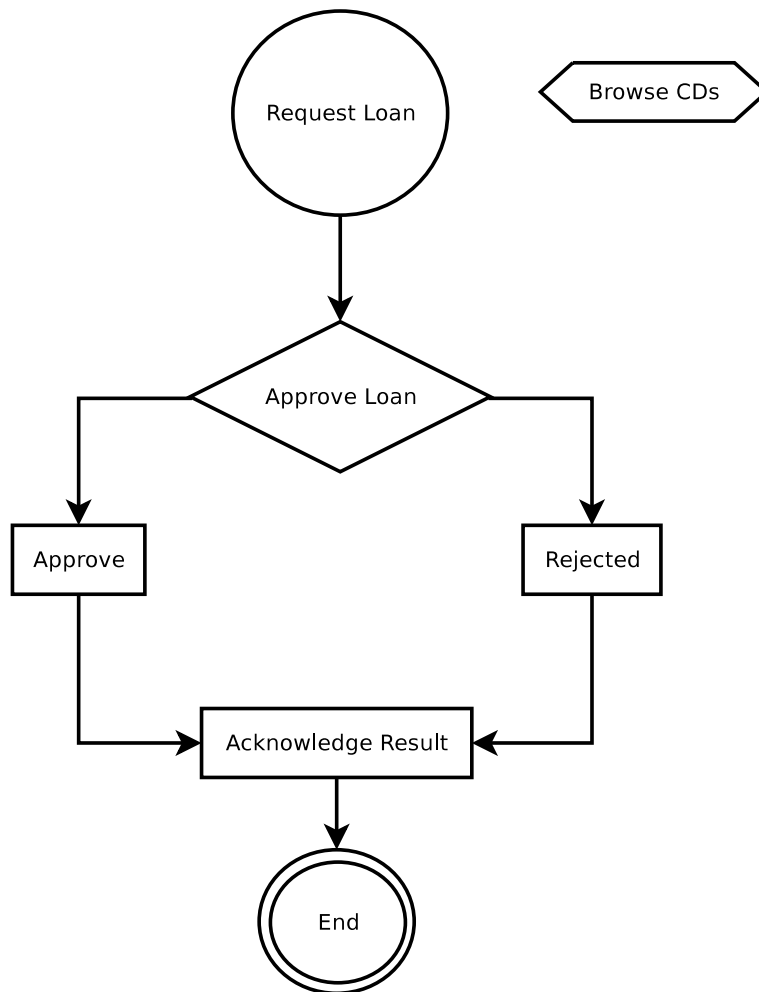 Request Loan
Browse CDs
Approve Loan
Approve
Rejected
Acknowledge Result
End